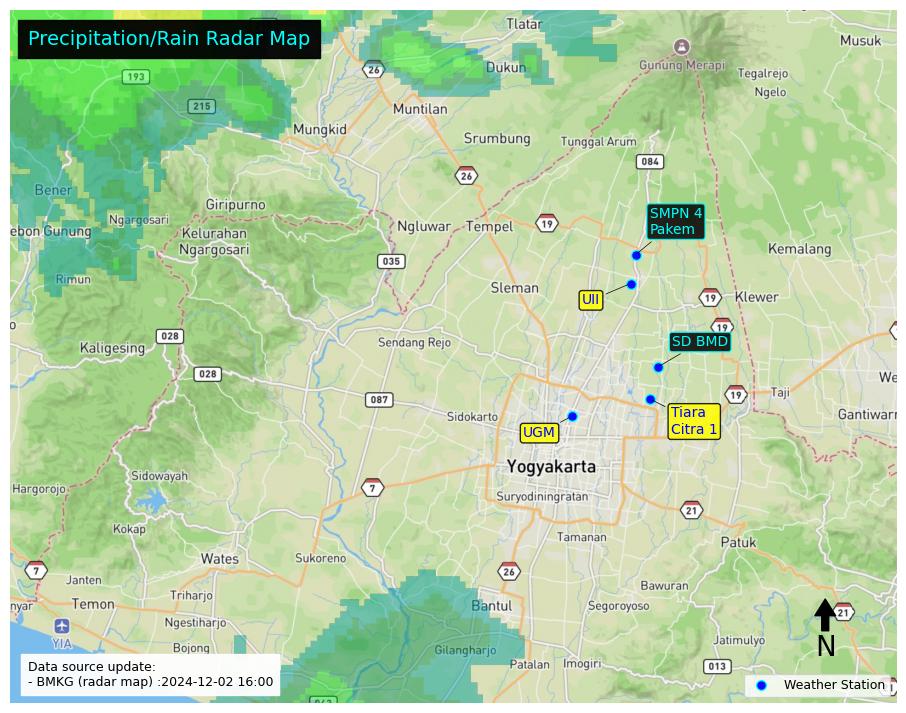 Precipitation/Rain Radar Map
Tlatar
Musuk
26
193
Dukun
Gunung Merapi
Tegalrejo
Ngelo
215
Muntilan
Mungkid
Srumbung
Tunggal Arum
084
26
Bener
Giripurno
SMPN 4
Pakem
Ngargosari
Ngluwar
Tempel
19
ebon Gunung
Kelurahan
Ngargosari
Kemalang
035
Rimun
Sleman
UII
19
Klewer
19
028
Kaligesing
Sendang Rejo
SD BMD
028
19
Taji
087
Sidokarto
Tiara
Citra 1
Gantiwarn
UGM
Yogyakarta
Sidowayah
Hargorojo
7
Suryodiningratan
21
Kokap
Tamanan
Patuk
Wates
Sukoreno
7
26
Janten
Bawuran
nyar
Temon
Triharjo
Bantul
Segoroyoso
21
Ngestiharjo
YIA
Bojong
Gilangharjo
Jatimulyo
N
Patalan
Imogiri
013
Data source update:
- BMKG (radar map) :2024-12-02 16:00
Weather Station